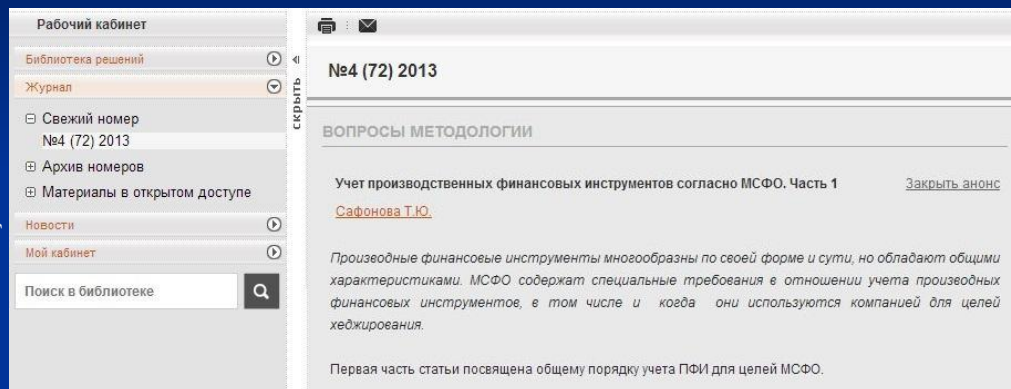 Рабочий кабинет
Библиотека решений
Журнал
Свежий номер
№4 (72) 2013
Архив номеров
Материалы в открытом доступе
Новости
Мой кабинет
Поиск в библиотеке
скрыть
№4 (72) 2013
ВОПРОСЫ МЕТОДОЛОГИИ
Учет производственных финансовых инструментов согласно МСФО. Часть 1 Закрыть анонс
Сафонова Т.Ю.
Производные финансовые инструменты многообразны по своей форме и сути, но обладают общими
характеристиками. МСФО содержат специальные требования в отношении учета производных
финансовых инструментов, в том числе и когда они используются компанией для целей
хеджирования.
Первая часть статьи посвящена общему порядку учета ПФИ для целей МСФО.